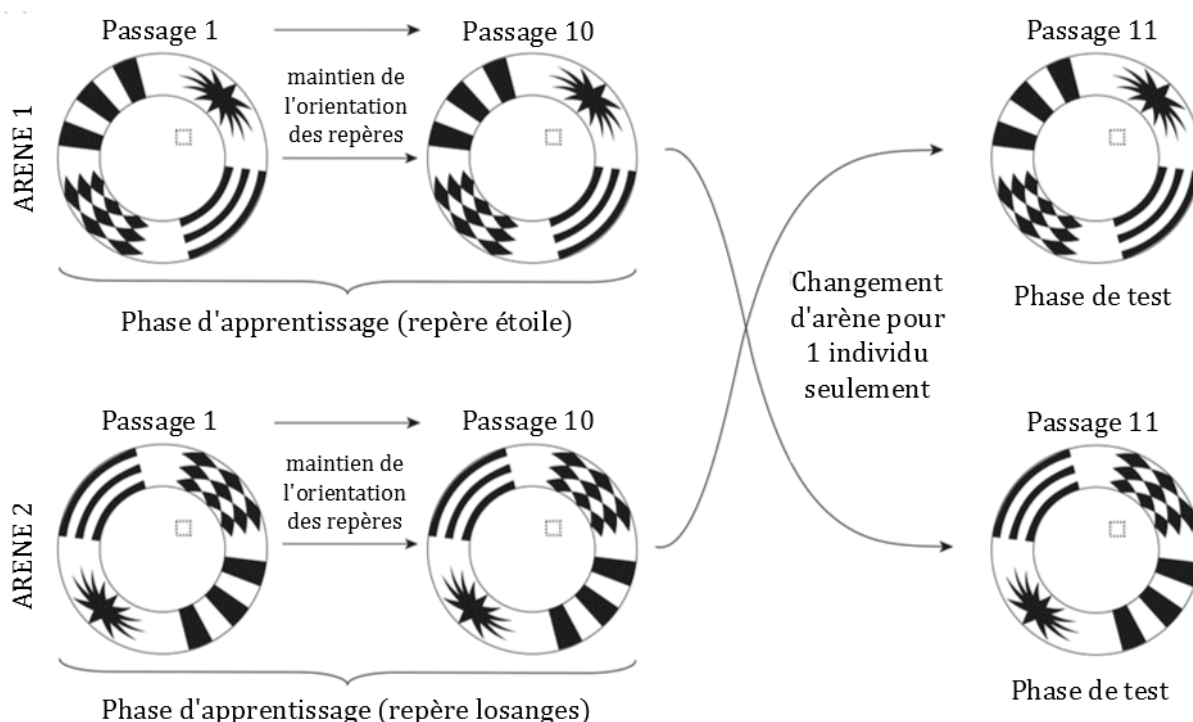 Passage 1
Passage 10
Passage 11
maintien de
l'orientation
des repères
ARENE 1
Phase d'apprentissage (repère étoile)
Changement
d'arène pour
1 individu
seulement
Phase de test
Passage 1
Passage 10
Passage 11
maintien de
l'orientation
des repères
ARENE 2
Phase d'apprentissage (repère losanges)
Phase de test